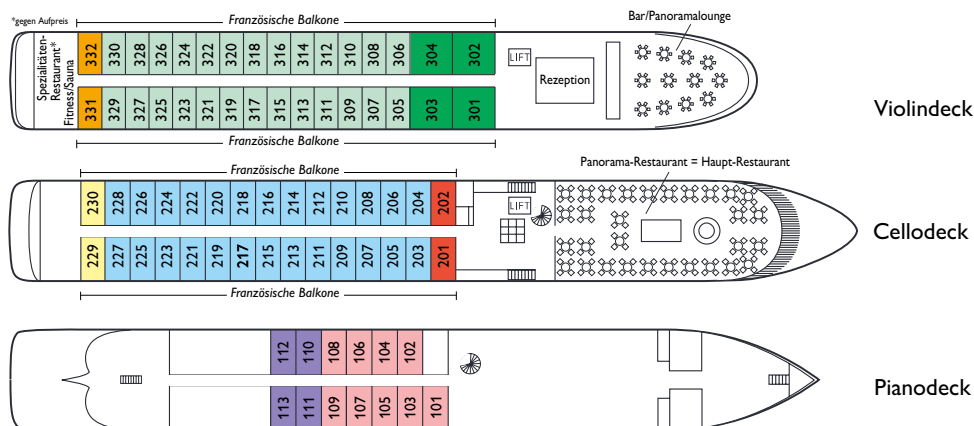 *gegen Aufpreis
Französische Balkone
Bar/Panoramalounge
Spezialitäten-
Restaurant*
Fitness/Sauna
332 330 328 326 324 322 320 318 316 314 312 310 308 306 304 302
LIFT
Rezeption
331 329 327 325 323 321 319 317 315 313 311 309 307 305 303 301
Violindeck
Französische Balkone
Französische Balkone
Panorama-Restaurant = Haupt-Restaurant
230 228 226 224 222 220 218 216 214 212 210 208 206 204 202
LIFT
Cellodeck
229 227 225 223 221 219 217 215 213 211 209 207 205 203 201
Französische Balkone
112 110 108 106 104 102
Pianodeck
113 111 109 107 105 103 101